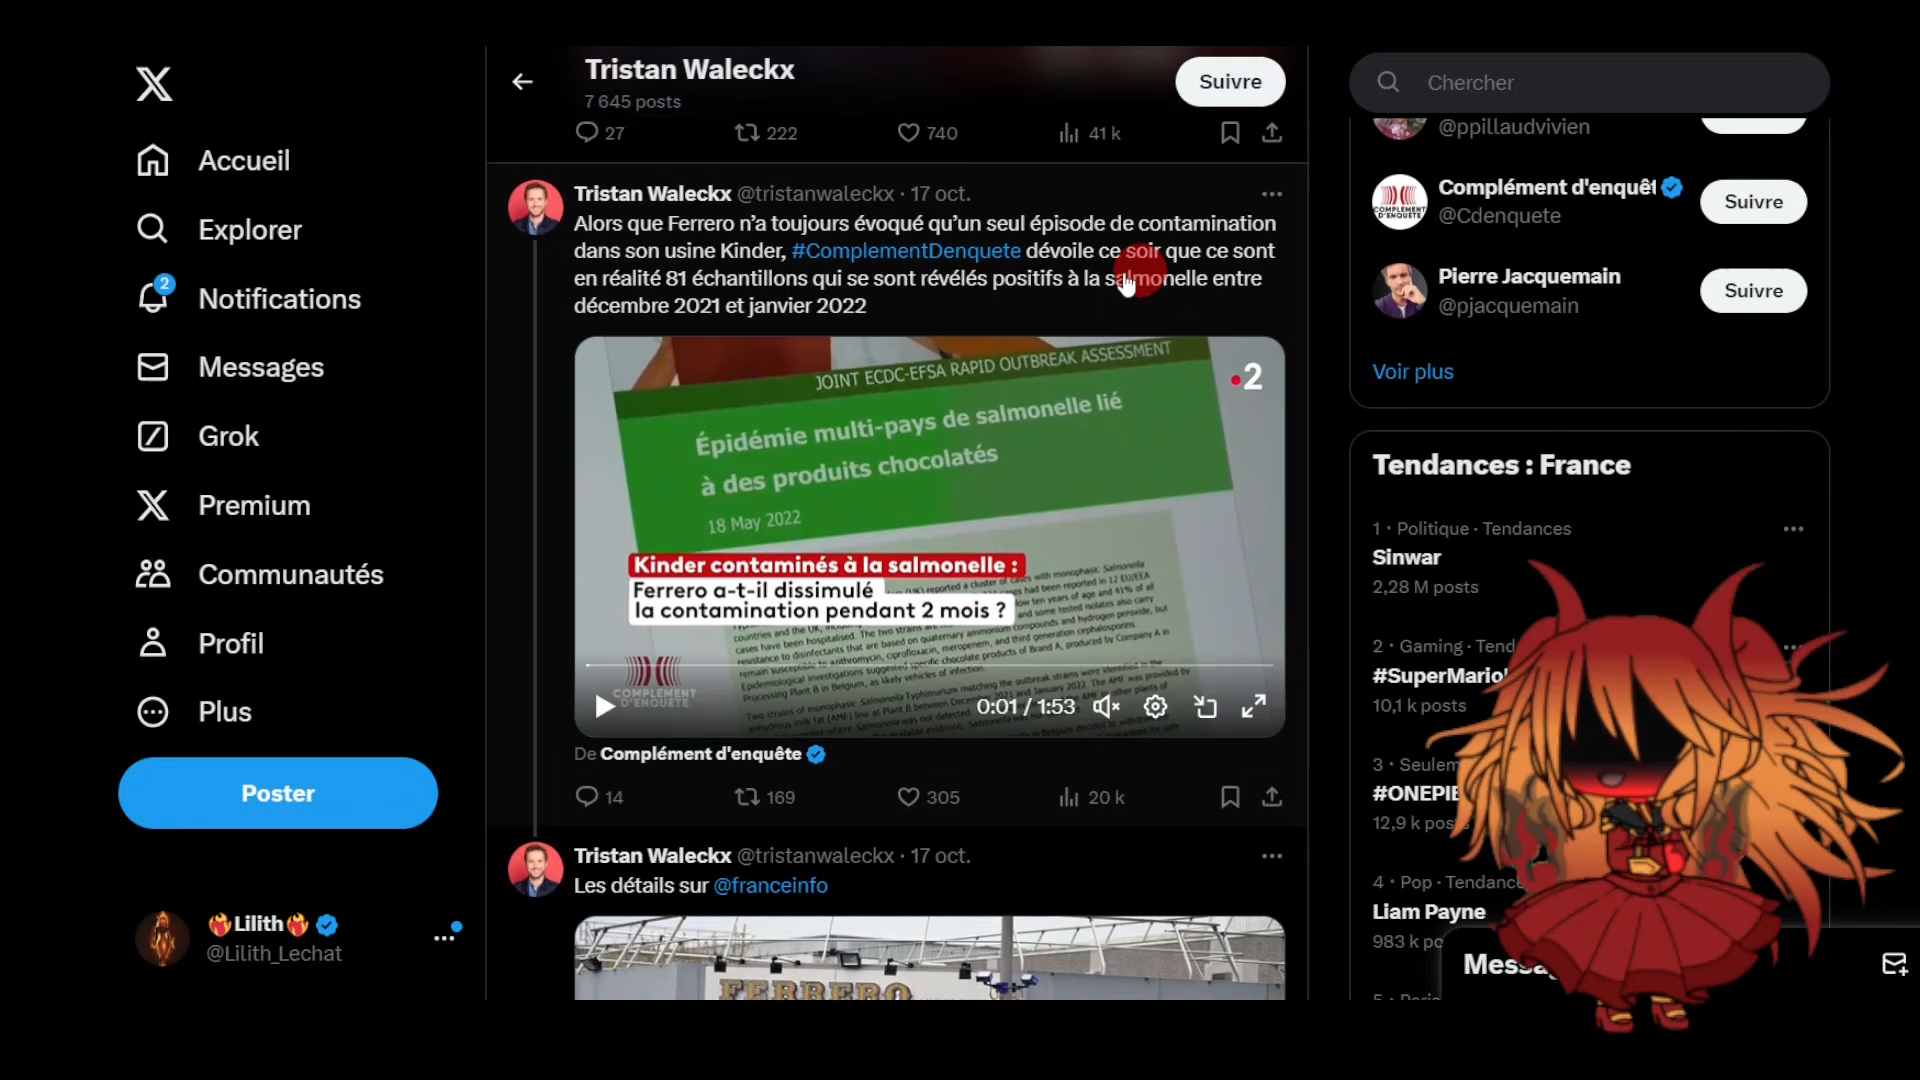 Accueil
Explorer
2
Notifications
Messages
Grok
Premium
Communautés
Profil
Plus
Poster
Lilith
@Lilith_Lechat
Tristan Waleckx
7 645 posts
Suivre
27
222
740
41 k
Tristan Waleckx @tristanwaleckx · 17 oct.
Alors que Ferrero n’a toujours évoqué qu’un seul épisode de contamination
dans son usine Kinder, #ComplementDenquete dévoile ce soir que ce sont
en réalité 81 échantillons qui se sont révélés positifs à la salmonelle entre
décembre 2021 et janvier 2022
JOINT ECDC-EFSA RAPID OUTBREAK ASSESSMENT
2
Épidémie multi-pays de salmonelle lié
à des produits chocolatés
18 May 2022
Kinder contaminés à la salmonelle :
Ferrero a-t-il dissimulé
la contamination pendant 2 mois ?
COMPLÉMENT
D'ENQUÊTE
0:01 / 1:53
De Complément d'enquête
14
169
305
20 k
Tristan Waleckx @tristanwaleckx · 17 oct.
Les détails sur @franceinfo
FERRERO
Chercher
@ppillaudvivien
Complément d'enquêt
@Cdenquete
Suivre
Pierre Jacquemain
@pjacquemain
Suivre
Voir plus
Tendances : France
1 · Politique · Tendances
Sinwar
2,28 M posts
2 · Gaming · Tend
#SuperMario
10,1 k posts
3 · Seulem
#ONEPIE
12,9 k pos
4 · Pop · Tendance
Liam Payne
983 k po
Messa